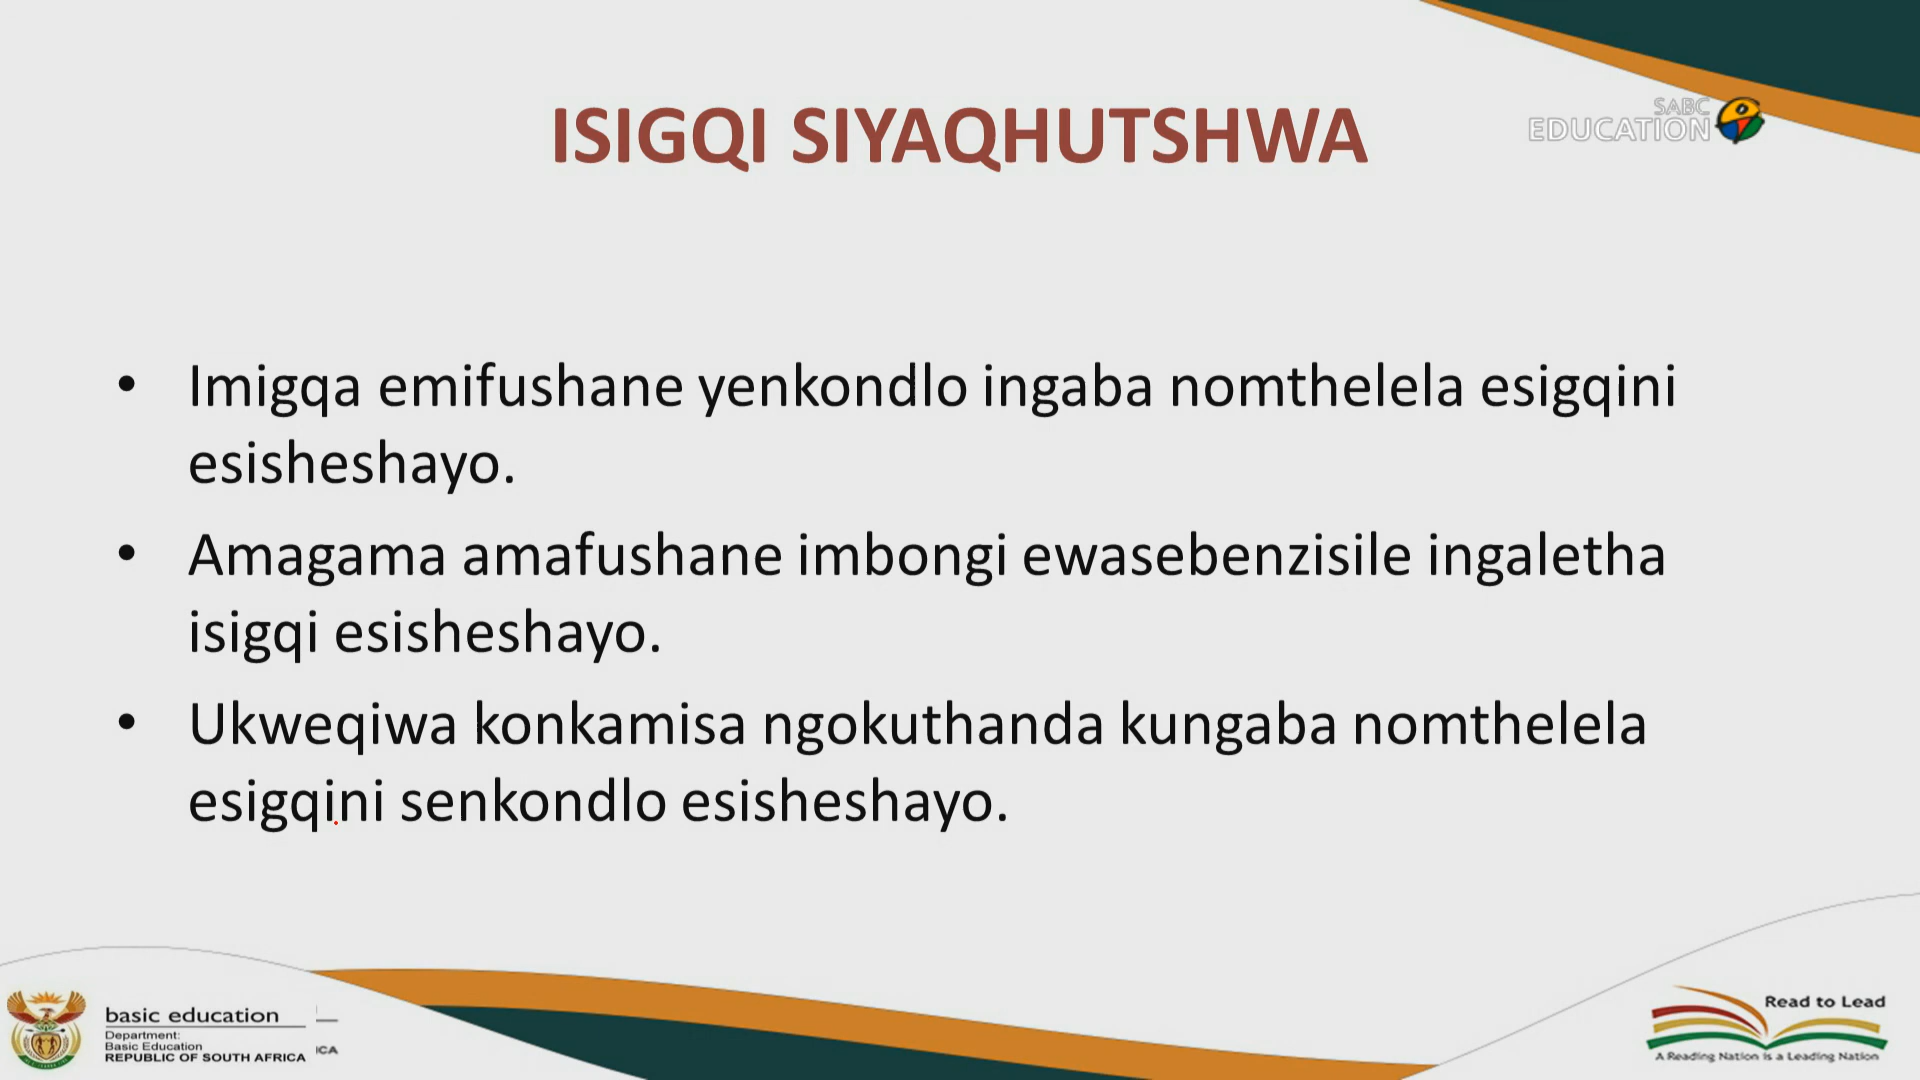 ISIGQI SIYAQHUTSHWA
SABC
EDUCATION
• Imigqa emifushane yenkondlo ingaba nomthelela esigqini
esisheshayo.
• Amagama amafushane imbongi ewasebenzisile ingaletha
isigqi esisheshayo.
• Ukweqiwa konkamisa ngokuthanda kungaba nomthelela
esigqini senkondlo esisheshayo.
basic education
Department:
Basic Education
REPUBLIC OF SOUTH AFRICA
ICA
Read to Lead
A Reading Nation is a Leading Nation